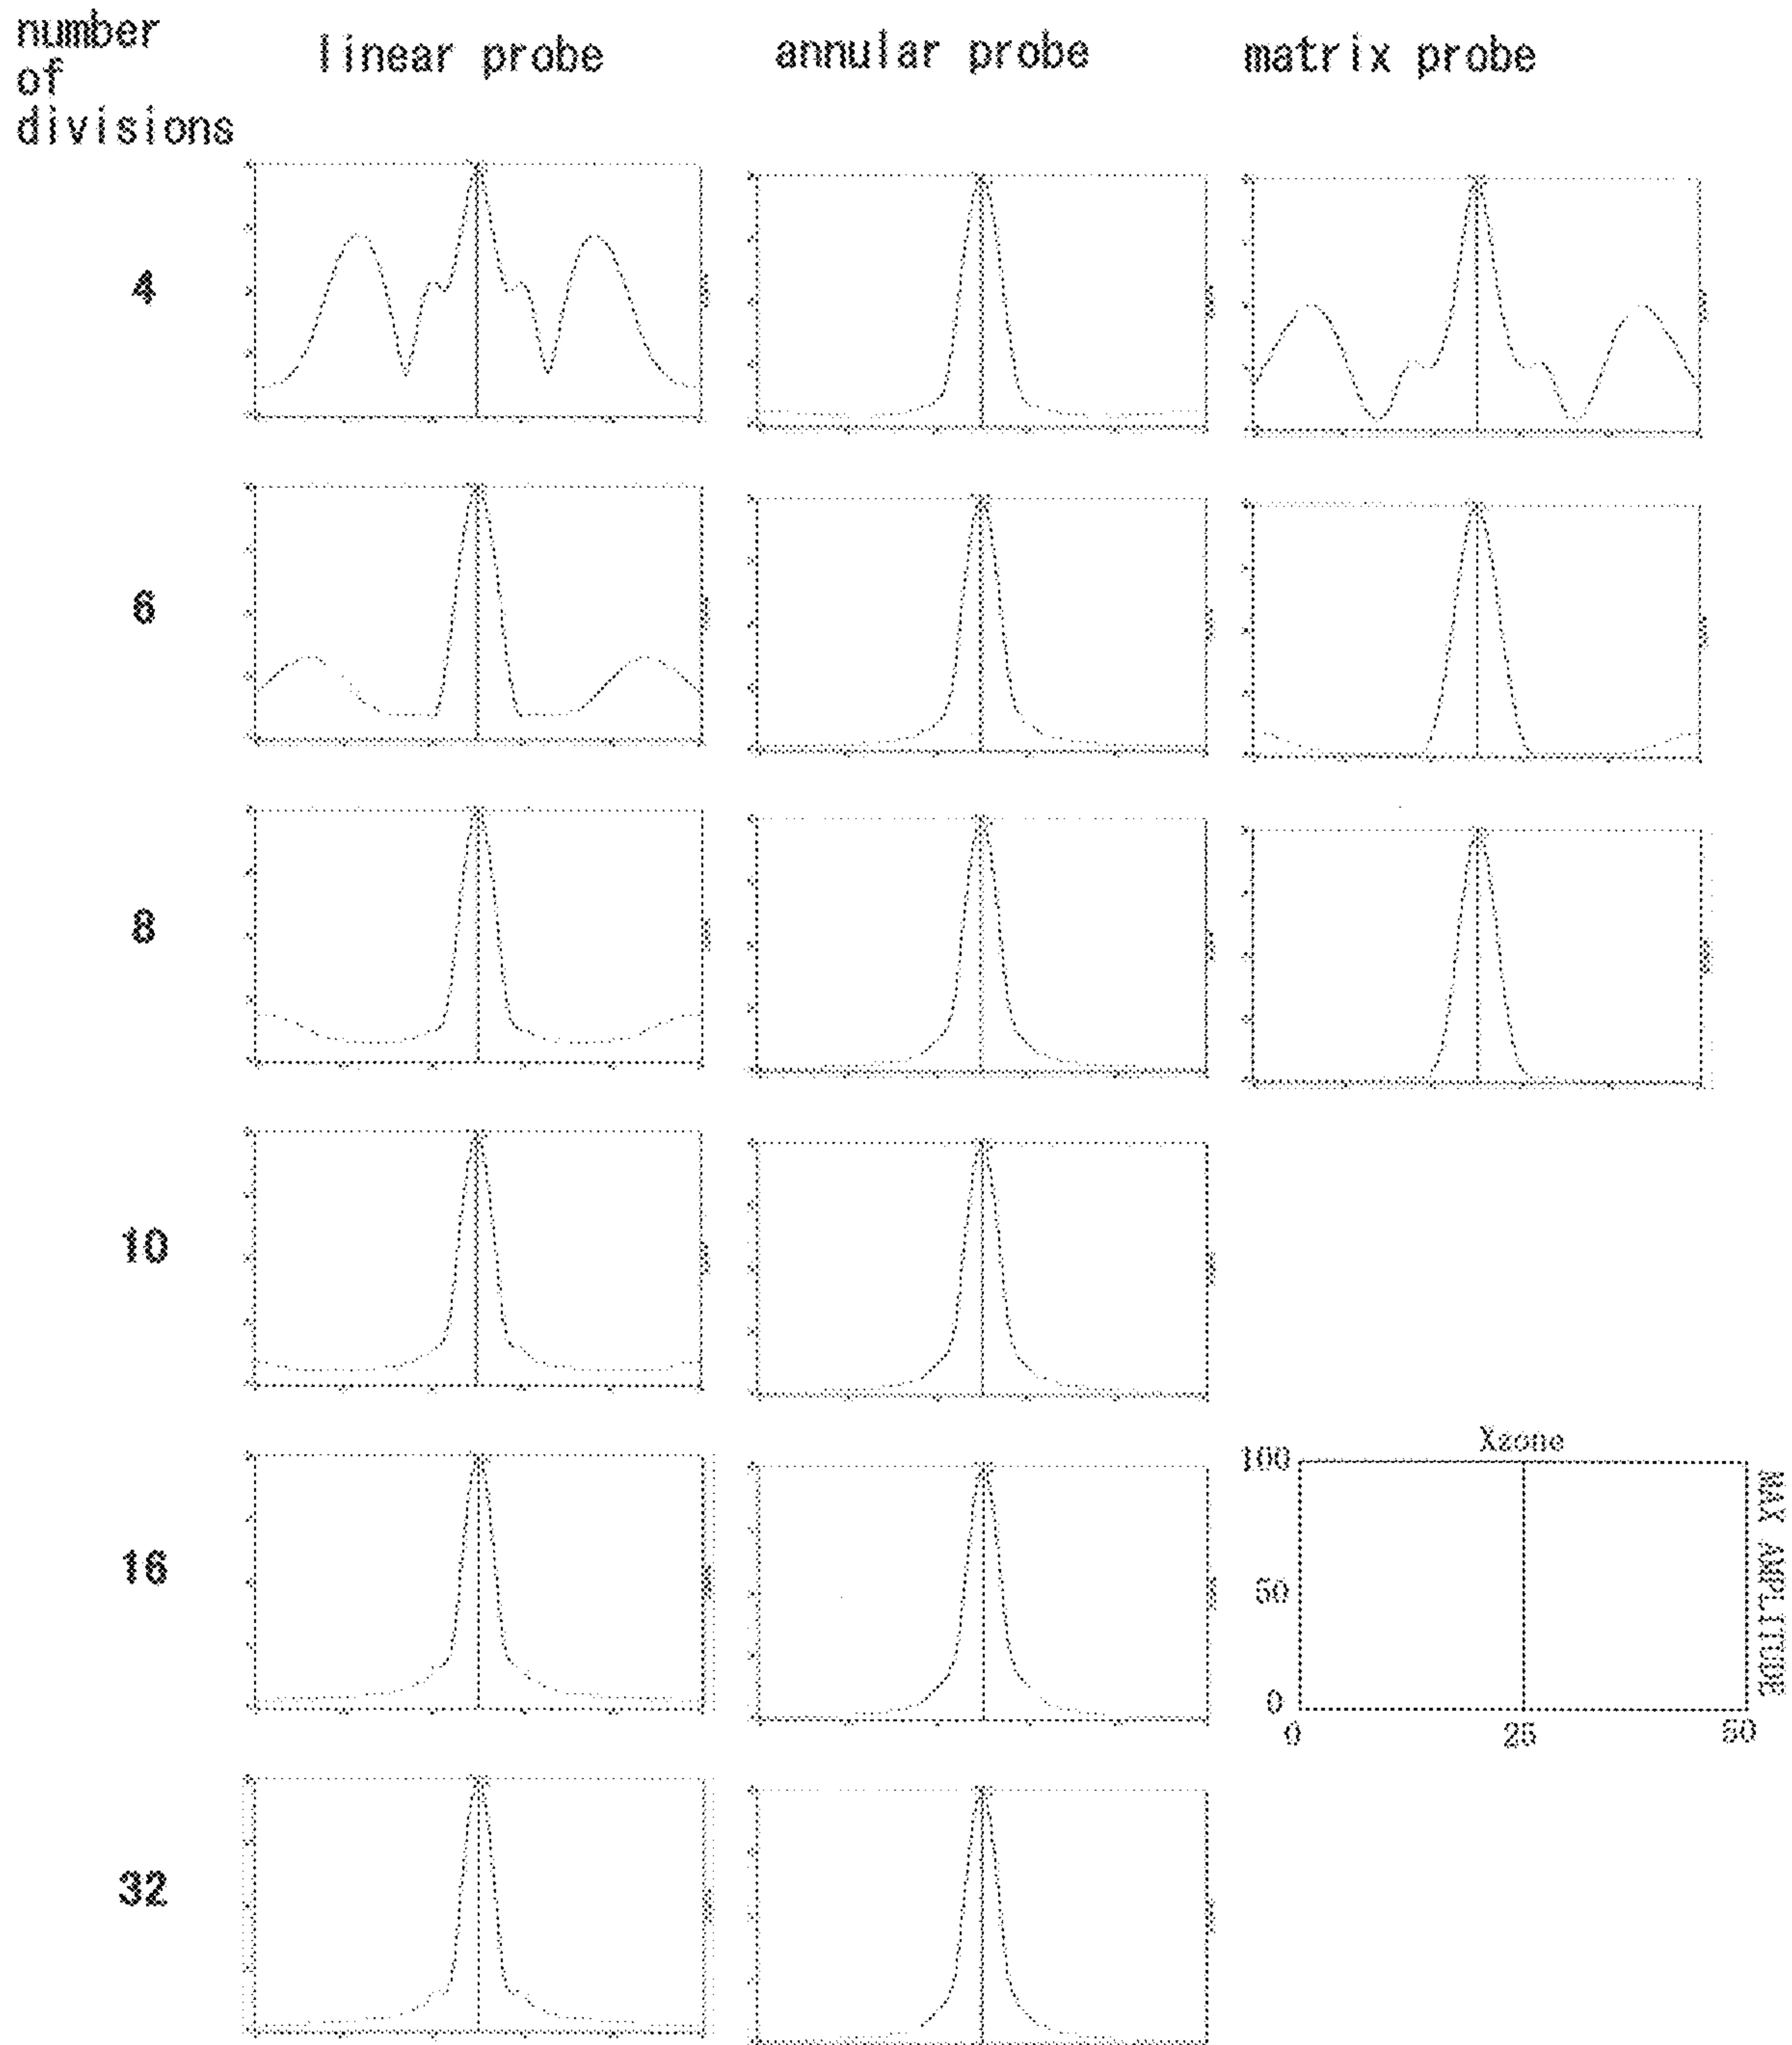 number
of
divisions
linear probe
annular probe
matrix probe
4
6
8
10
16
32
Xzone
100
50
0
0
25
50
MAX AMPLITUDE